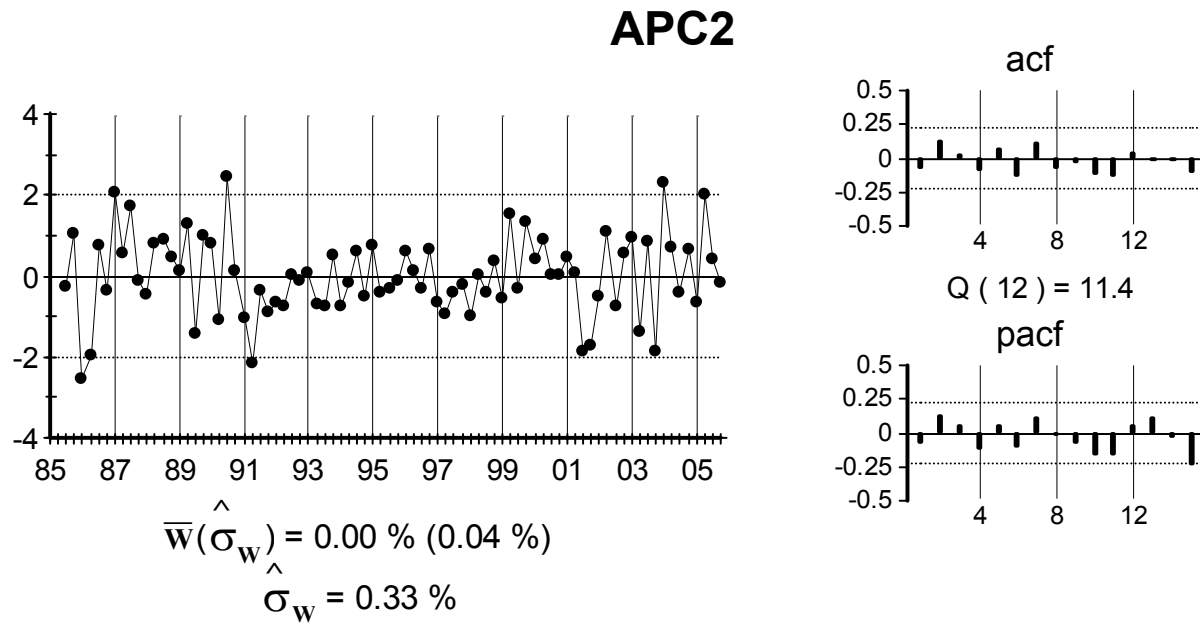 APC2
4
2
0
-2
-4
85 87 89 91 93 95 97 99 01 03 05
w̅(σ̂w) = 0.00 % (0.04 %)
σ̂w = 0.33 %
acf
0.5
0.25
0
-0.25
-0.5
4 8 12
Q ( 12 ) = 11.4
pacf
0.5
0.25
0
-0.25
-0.5
4 8 12